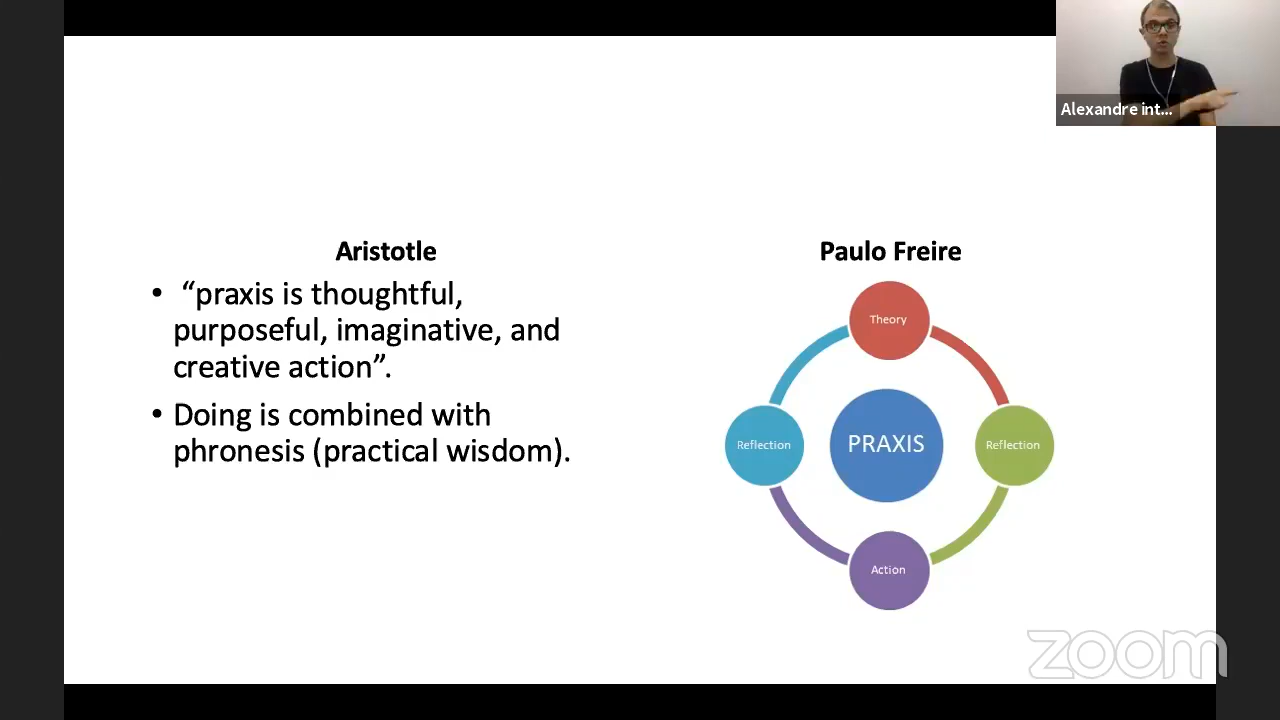 Alexandre int...
Aristotle
• “praxis is thoughtful,
purposeful, imaginative, and
creative action”.
• Doing is combined with
phronesis (practical wisdom).
Paulo Freire
Theory
Reflection
PRAXIS
Reflection
Action
zoom